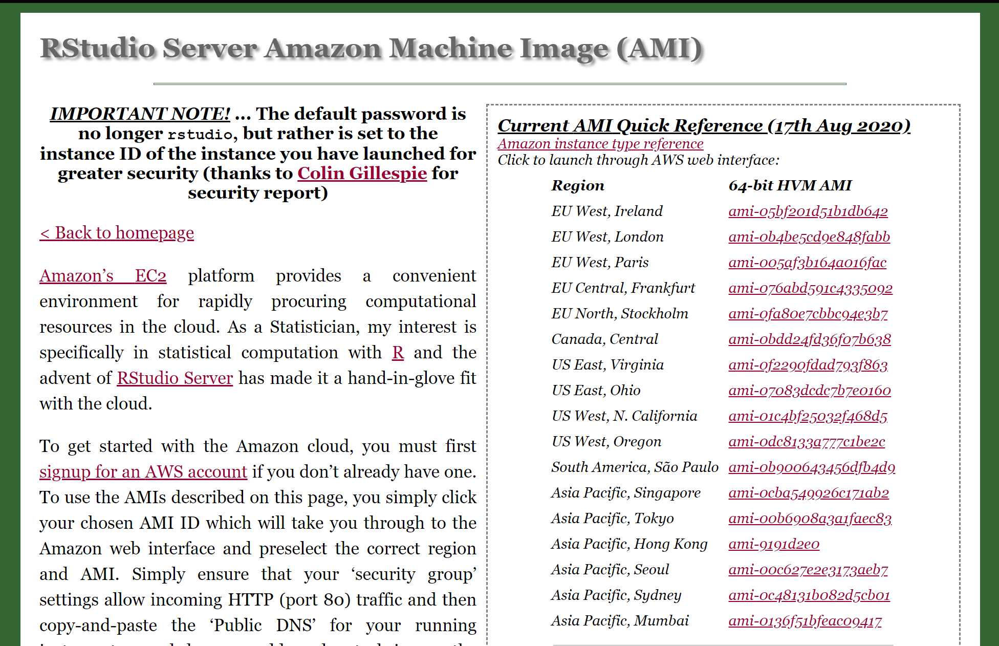 RStudio Server Amazon Machine Image (AMI)
IMPORTANT NOTE! ... The default password is
no longer rstudio, but rather is set to the
instance ID of the instance you have launched for
greater security (thanks to Colin Gillespie for
security report)
< Back to homepage
Amazon’s EC2 platform provides a convenient
environment for rapidly procuring computational
resources in the cloud. As a Statistician, my interest is
specifically in statistical computation with R and the
advent of RStudio Server has made it a hand-in-glove fit
with the cloud.
To get started with the Amazon cloud, you must first
signup for an AWS account if you don’t already have one.
To use the AMIs described on this page, you simply click
your chosen AMI ID which will take you through to the
Amazon web interface and preselect the correct region
and AMI. Simply ensure that your ‘security group’
settings allow incoming HTTP (port 80) traffic and then
copy-and-paste the ‘Public DNS’ for your running
Current AMI Quick Reference (17th Aug 2020)
Amazon instance type reference
Click to launch through AWS web interface:
Region 64-bit HVM AMI
EU West, Ireland ami-05bf201d51b1db642
EU West, London ami-0b4be5cd9e848fabb
EU West, Paris ami-005af3b164a016fac
EU Central, Frankfurt ami-076abd591c4335092
EU North, Stockholm ami-0fa80e7cbbc94e3b7
Canada, Central ami-0bdd24fd36f07b638
US East, Virginia ami-0f2290fdad793f863
US East, Ohio ami-07083dcdc7b7e0160
US West, N. California ami-01c4bf25032f468d5
US West, Oregon ami-0dc8133a777c1be2c
South America, São Paulo ami-0b900643456dfb4d9
Asia Pacific, Singapore ami-0cba549926c171ab2
Asia Pacific, Tokyo ami-00b6908a3a1faec83
Asia Pacific, Hong Kong ami-9191d2e0
Asia Pacific, Seoul ami-00c627e2e3173aeb7
Asia Pacific, Sydney ami-0c48131b082d5cb01
Asia Pacific, Mumbai ami-0136f51bfeac09417